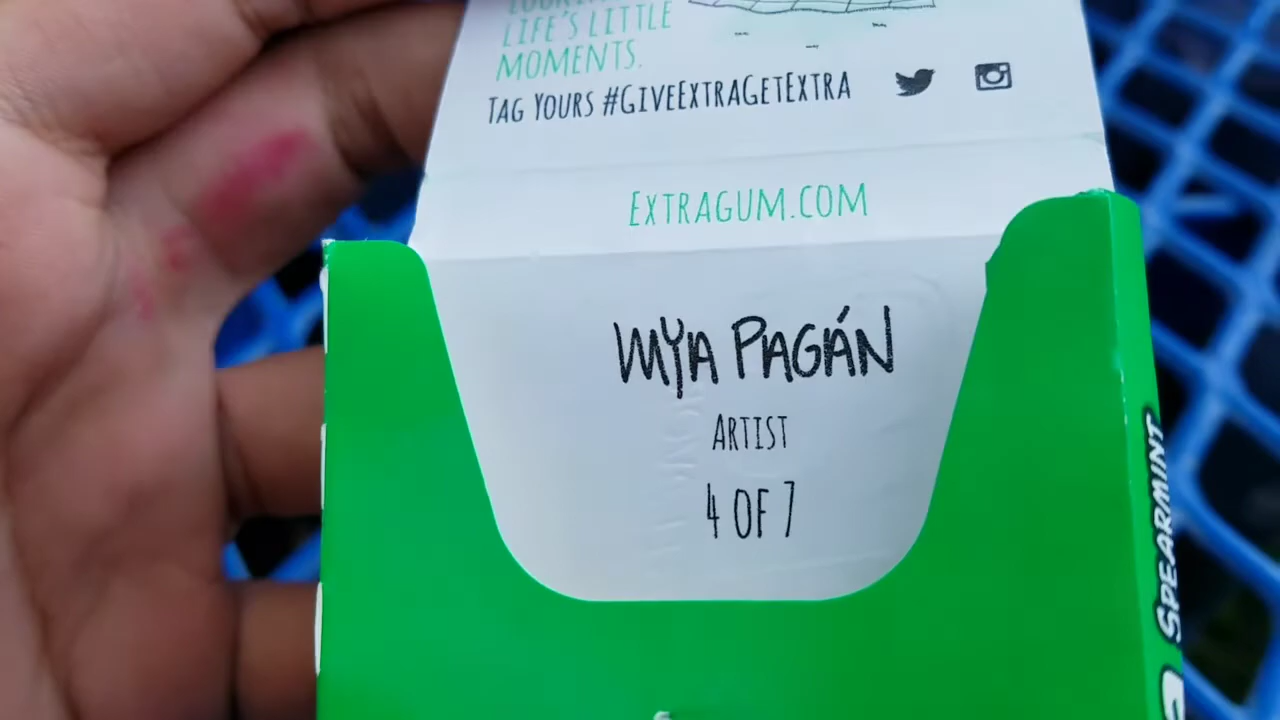 LIFE'S LITTLE
MOMENTS.
TAG YOURS #GIVEEXTRAGETEXTRA
EXTRAGUM.COM
MYA PAGÁN
ARTIST
4 OF 7
SPEARMINT